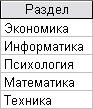 Раздел
Экономика
Информатика
Психология
Математика
Техника